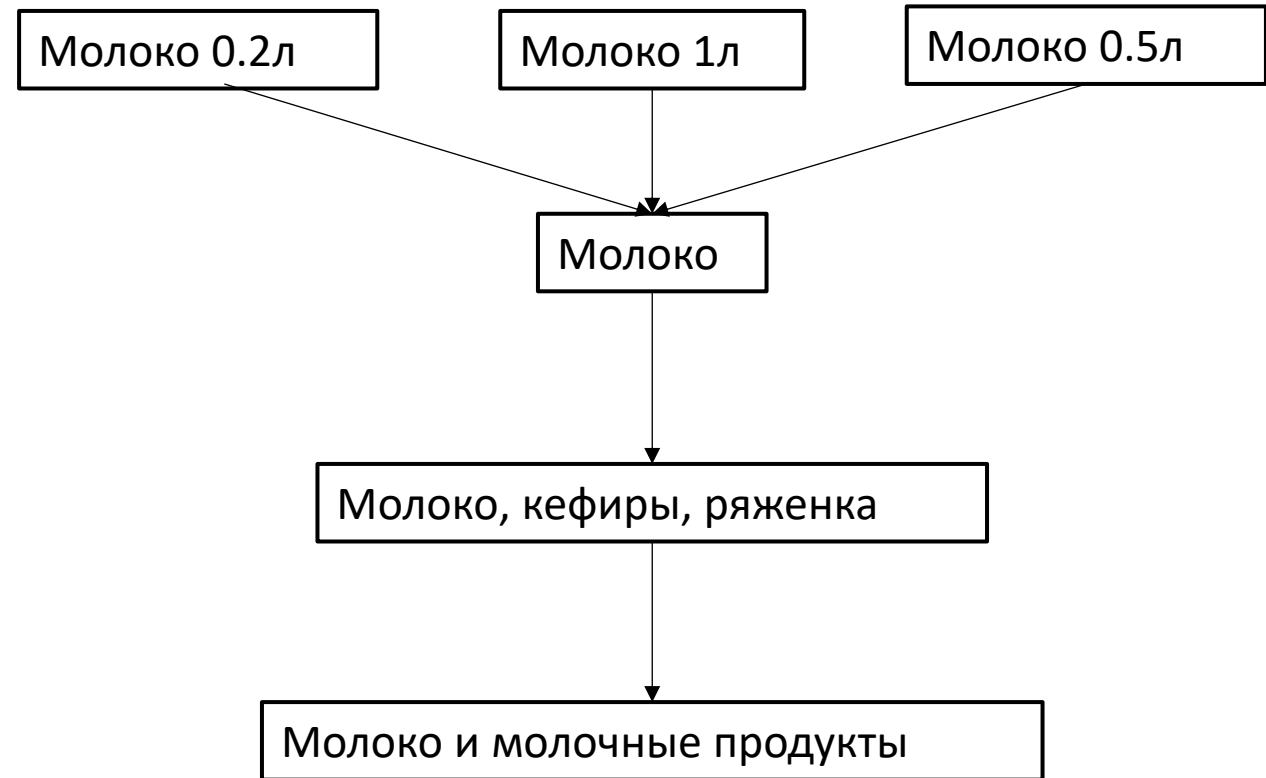 Молоко 0.2л
Молоко 1л
Молоко 0.5л
Молоко
Молоко, кефиры, ряженка
Молоко и молочные продукты